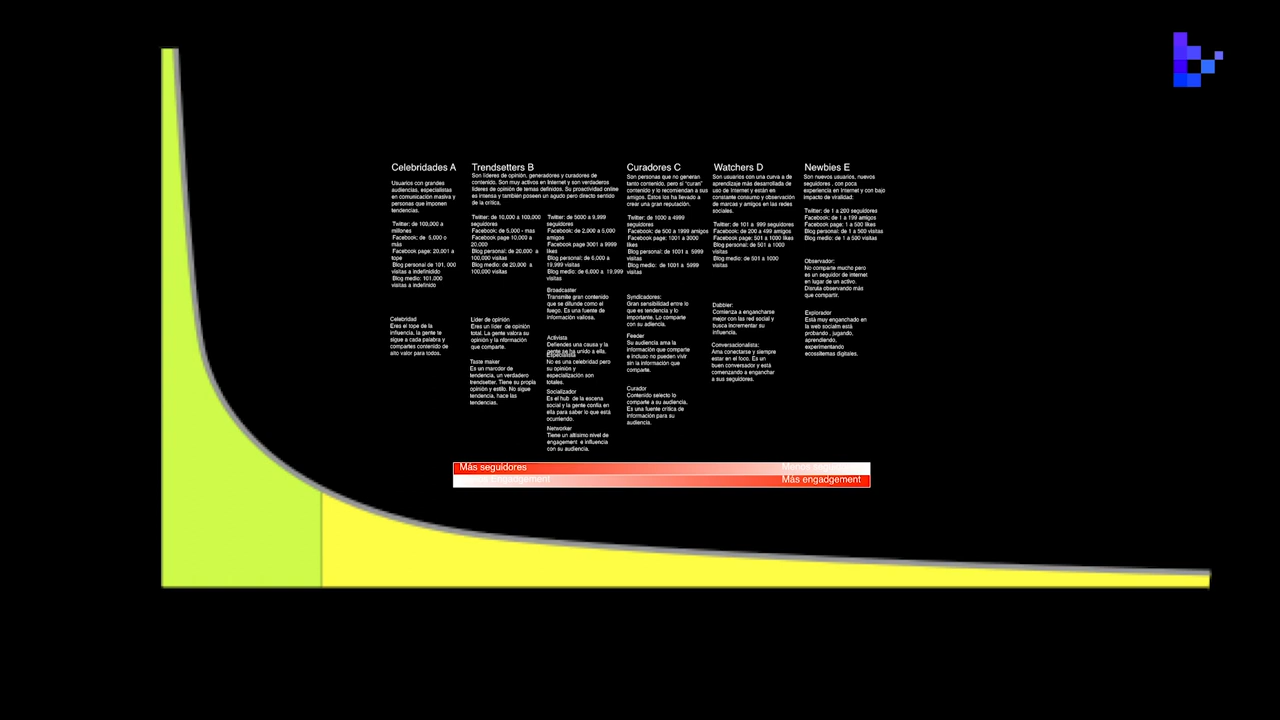 Celebridades A
Usuarios con grandes
audiencias, especialistas
en comunicación masiva y
personas que imponen
tendencias.
Twitter: de 100,000 a
millones
Facebook: de 5,000 o
más
Facebook page: 20,001 a
tope
Blog personal de 101, 000
visitas a indefinidido
Blog medio: 101,000
visitas a indefinido
Celebridad
Eres el tope de la
influencia, la gente te
sigue a cada palabra y
compartes contenido de
alto valor para todos.
Trendsetters B
Son líderes de opinión, generadores y curadores de
contenido. Son muy activos en Internet y son verdaderos
líderes de opinión de temas definidos. Su proactividad online
es intensa y también poseen un agudo pero directo sentido
de la crítica.
Twitter: de 10,000 a 100,000
seguidores
Facebook: de 5,000 - mas
Facebook page 10,000 a
20,000
Blog personal: de 20,000 a
100,000 visitas
Blog medio: de 20,000 a
100,000 visitas
Líder de opinión
Eres un líder de opinión
total. La gente valora su
opinión y la nformación
que comparte.
Taste maker
Es un marcdor de
tendencia, un verdadero
trendsetter. Tiene su propia
opinión y estilo. No sigue
tendencia, hace las
tendencias.
Twitter: de 5000 a 9,999
seguidores
Facebook: de 2,000 a 5,000
amigos
Facebook page 3001 a 9999
likes
Blog personal: de 6,000 a
19,999 visitas
Blog medio: de 6,000 a 19,999
visitas
Broadcaster
Transmite gran contenido
que se difunde como el
fuego. Es una fuente de
información valiosa.
Activista
Defiendes una causa y la
gente se ha unido a ella.
Especialista
No es una celebridad pero
su opinión y
especialización son
totales.
Socializador
Es el hub de la escena
social y la gente confía en
ella para saber lo que está
ocurriendo.
Networker
Tiene un altísimo nivel de
engagement e influencia
con su audiencia.
Curadores C
Son personas que no generan
tanto contenido, pero sí "curan"
contenido y lo recomiendan a sus
amigos. Estos los ha llevado a
crear una gran reputación.
Twitter: de 1000 a 4999
seguidores
Facebook: de 500 a 1999 amigos
Facebook page: 1001 a 3000
likes
Blog personal: de 1001 a 5999
visitas
Blog medio: de 1001 a 5999
visitas
Syndicadores:
Gran sensibilidad entre lo
que es tendencia y lo
importante. Lo comparte
con su adiencia.
Feeder
Su audiencia ama la
información que comparte
e incluso no pueden vivir
sin la información que
comparte.
Curador
Contenido selecto lo
comparte a su audiencia.
Es una fuente crítica de
información para su
audiencia.
Watchers D
Son usuarios con una curva a de
aprendizaje más desarrollada de
uso de Internet y están en
constante consumo y observación
de marcas y amigos en las redes
sociales.
Twitter: de 101 a 999 seguidores
Facebook: de 200 a 499 amigos
Facebook page: 501 a 1000 likes
Blog personal: de 501 a 1000
visitas
Blog medio: de 501 a 1000
visitas
Dabbler:
Comienza a engancharse
mejor con las red social y
busca incrementar su
influencia.
Conversacionalista:
Ama conectarse y siempre
estar en el foco. Es un
buen conversador y está
comenzando a enganchar
a sus seguidores.
Newbies E
Son nuevos usuarios, nuevos
seguidores , con poca
experiencia en Internet y con bajo
impacto de viralidad:
Twitter: de 1 a 200 seguidores
Facebook: de 1 a 199 amigos
Facebook page: 1 a 500 likes
Blog personal: de 1 a 500 visitas
Blog medio: de 1 a 500 visitas
Observador:
No comparte mucho pero
es un seguidor de internet
en lugar de un activo.
Disruta observando más
que compartir.
Explorador
Está muy enganchado en
la web socialm está
probando , jugando,
aprendiendo,
experimentando
ecossitemas digitales.
Más seguidores
Menos
Engadgement
Más engadgement